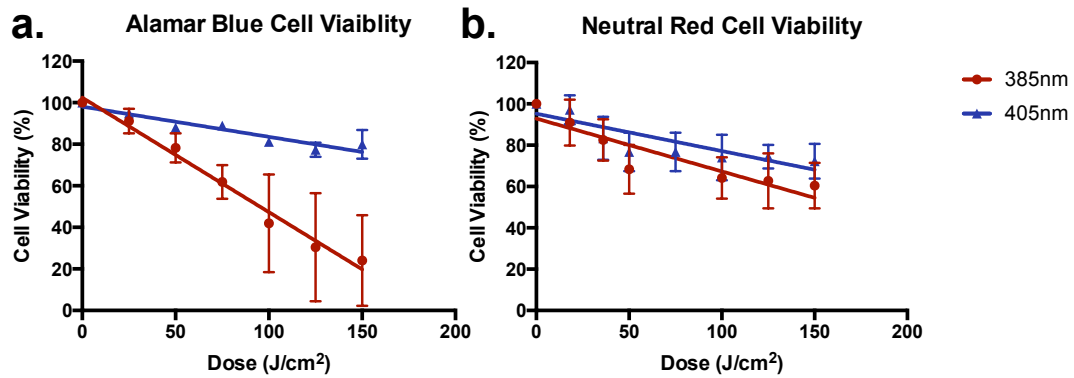 a.
Alamar Blue Cell Viaiblity
Cell Viability (%)
120
100
80
60
40
20
0
0
50
100
150
200
Dose (J/cm²)
b.
Neutral Red Cell Viability
Cell Viability (%)
120
100
80
60
40
20
0
0
50
100
150
200
Dose (J/cm²)
385nm
405nm